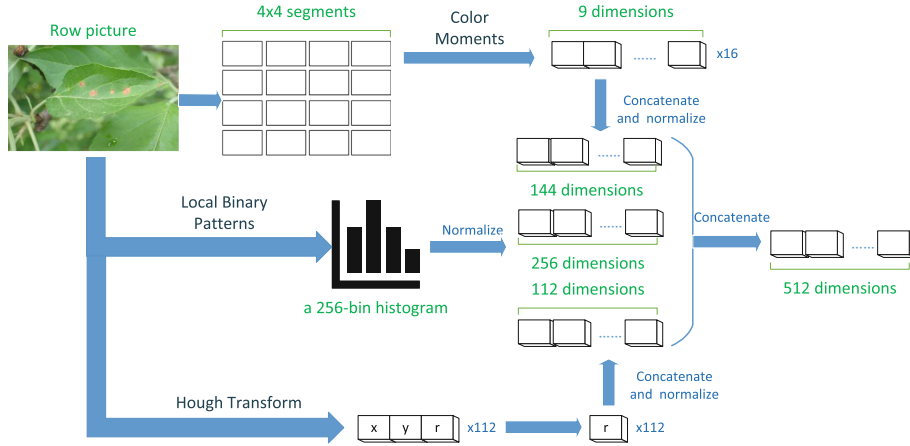 Row picture
4x4 segments
Color
Moments
9 dimensions
...... x16
Concatenate
and normalize
......
144 dimensions
Local Binary
Patterns
a 256-bin histogram
Normalize
......
256 dimensions
112 dimensions
......
Concatenate
......
512 dimensions
Concatenate
and normalize
Hough Transform
x y r x112
r x112